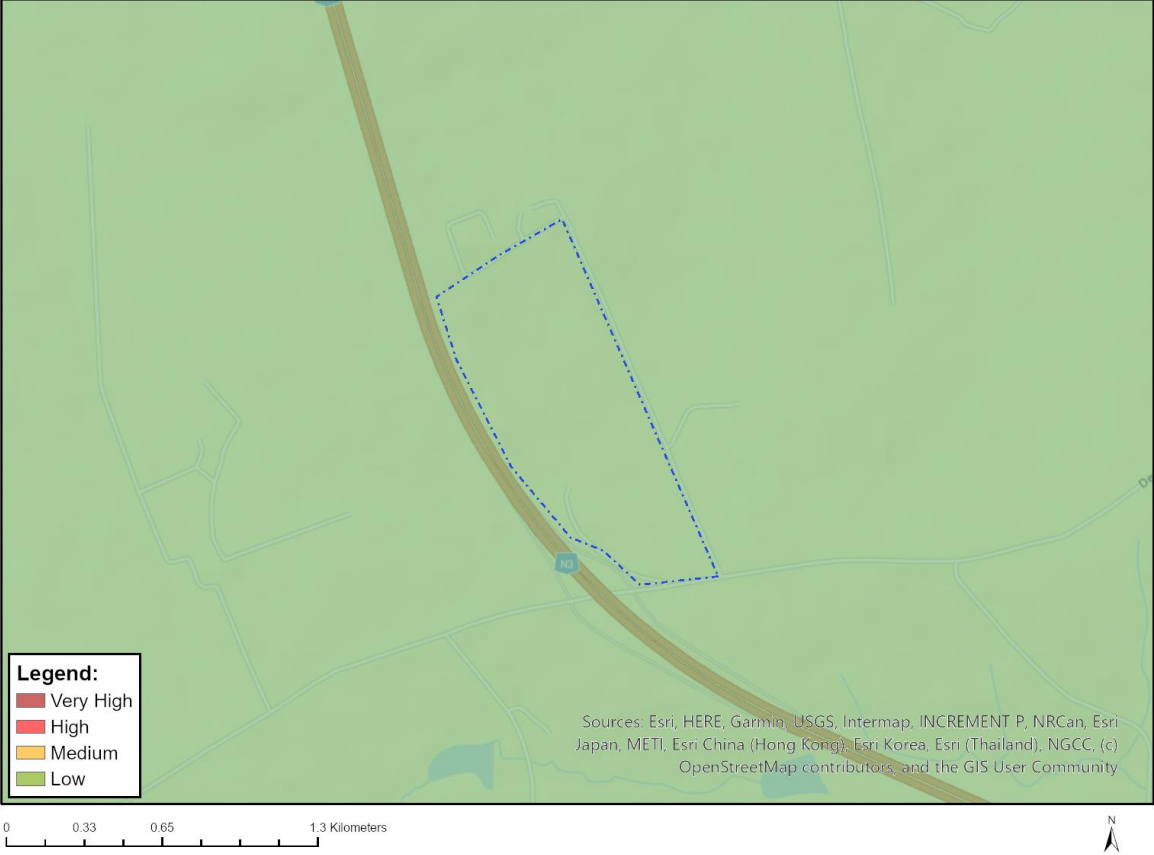 De
N3
Legend:
Very High
High
Medium
Low
Sources: Esri, HERE, Garmin, USGS, Intermap, INCREMENT P, NRCan, Esri
Japan, METI, Esri China (Hong Kong), Esri Korea, Esri (Thailand), NGCC, (c)
OpenStreetMap contributors, and the GIS User Community
0 0.33 0.65 1.3 Kilometers
N